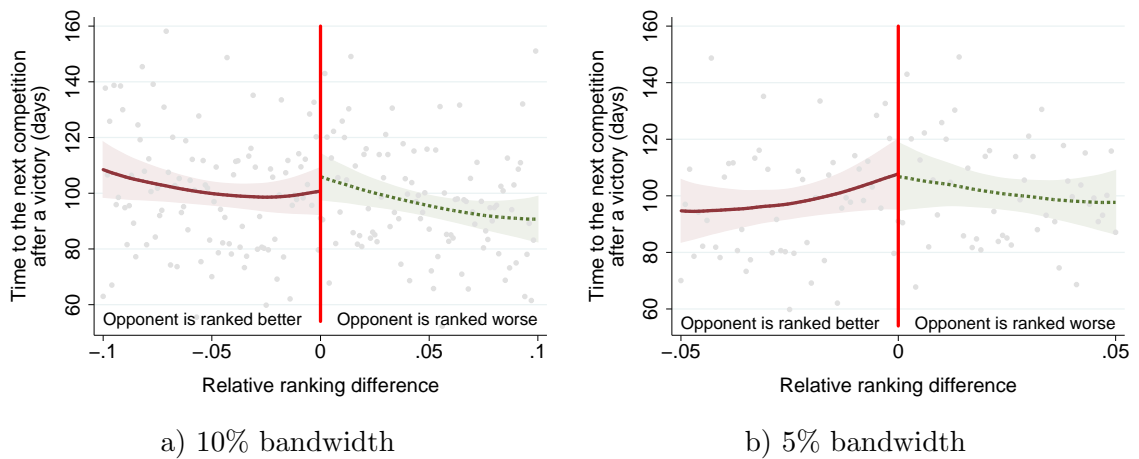 Time to the next competition
after a victory (days)
160
140
120
100
80
60
Opponent is ranked better
Opponent is ranked worse
−.1
−.05
0
.05
.1
Relative ranking difference
a) 10% bandwidth
Time to the next competition
after a victory (days)
160
140
120
100
80
60
Opponent is ranked better
Opponent is ranked worse
−.05
0
.05
Relative ranking difference
b) 5% bandwidth